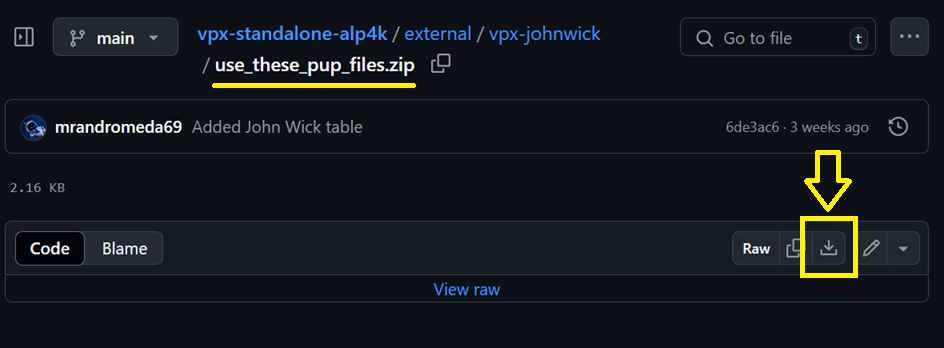 main
vpx-standalone-alp4k / external / vpx-johnwick
/ use_these_pup_files.zip
Go to file
t
mrandromeda69 Added John Wick table
6de3ac6 · 3 weeks ago
2.16 KB
Code Blame
Raw
View raw